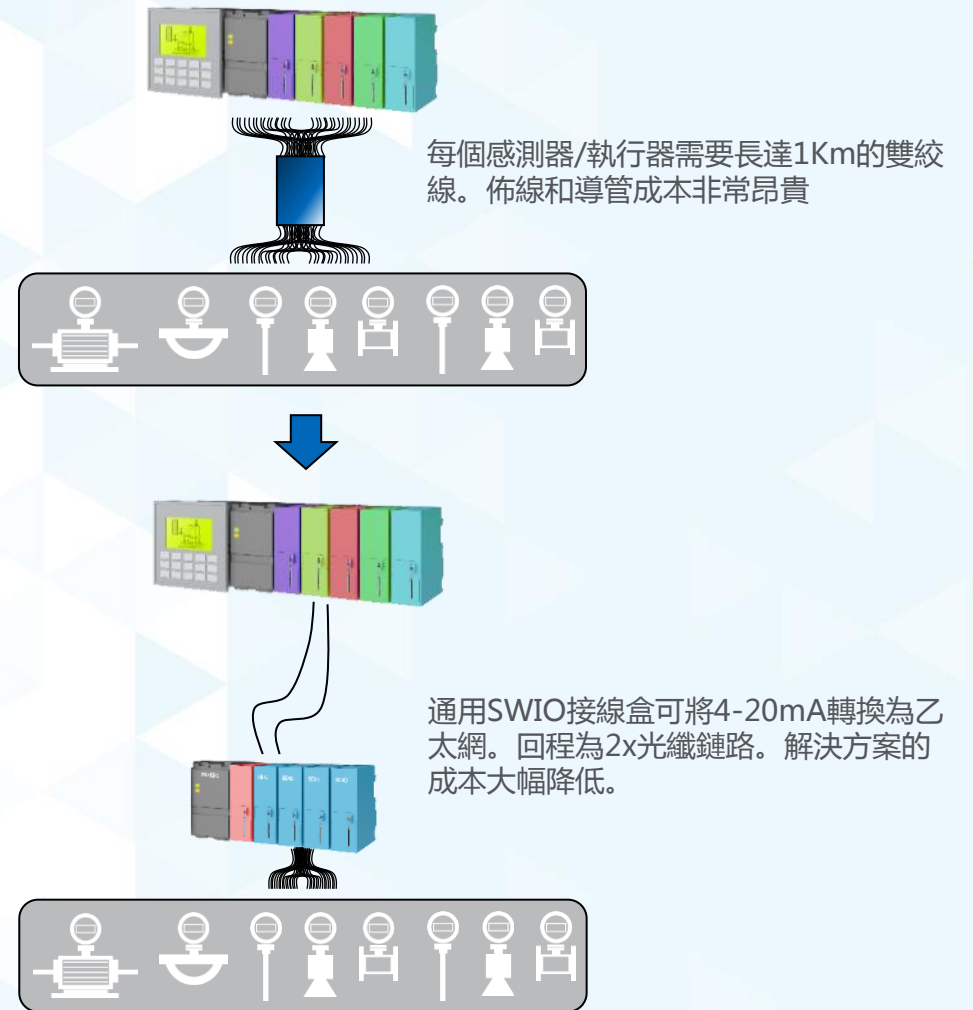 每個感測器/執行器需要長達1Km的雙絞
線。佈線和導管成本非常昂貴
通用SWIO接線盒可將4-20mA轉換為乙
太網。回程為2x光纖鏈路。解決方案的
成本大幅降低。